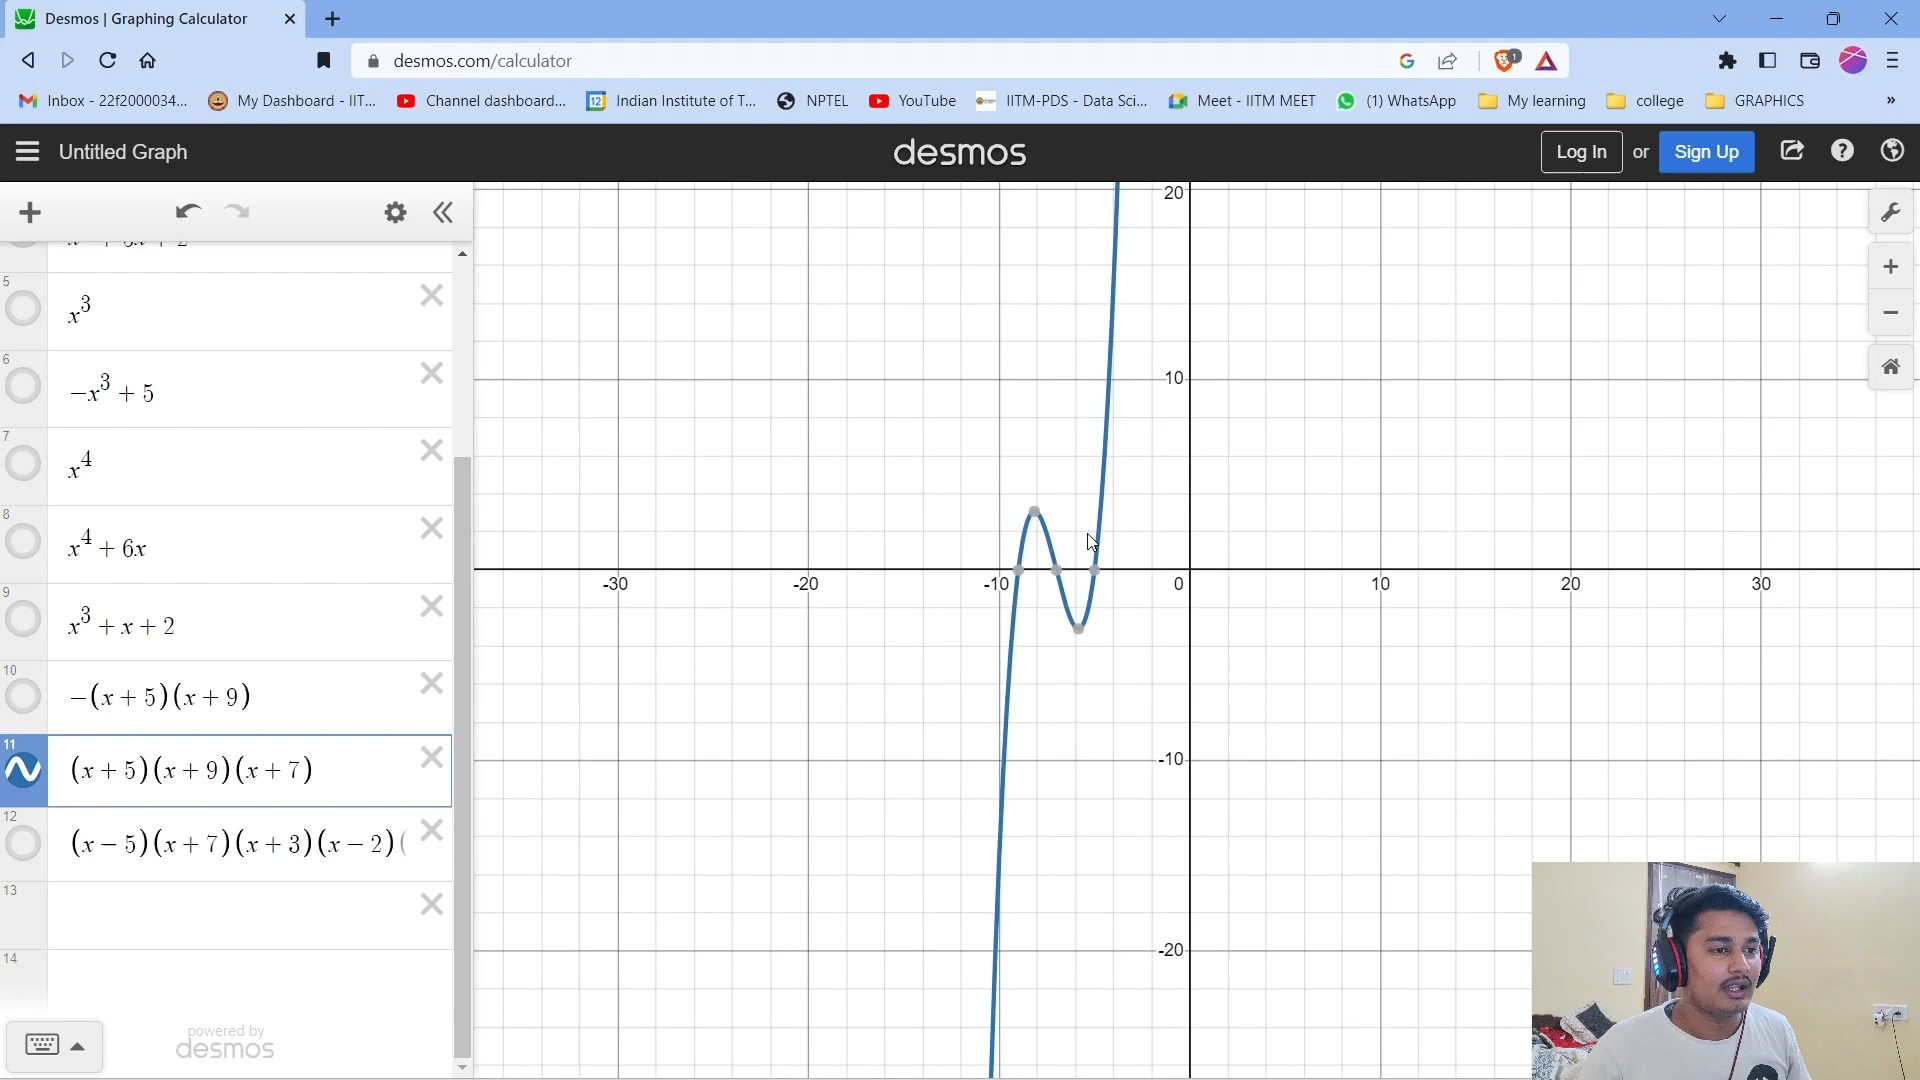 Desmos | Graphing Calculator
desmos.com/calculator
1
Inbox - 22f2000034...
My Dashboard - IIT...
Channel dashboard...
12
Indian Institute of T...
NPTEL
YouTube
IITM-PDS - Data Sci...
Meet - IITM MEET
(1) WhatsApp
My learning
college
GRAPHICS
»
Untitled Graph
desmos
Log In
or
Sign Up
5
x^3
6
-x^3 + 5
7
x^4
8
x^4 + 6x
9
x^3 + x + 2
10
-(x + 5)(x + 9)
11
(x + 5)(x + 9)(x + 7)
12
(x - 5)(x + 7)(x + 3)(x - 2)(
13
14
powered by
desmos
20
10
-30
-20
-10
0
10
20
30
-10
-20